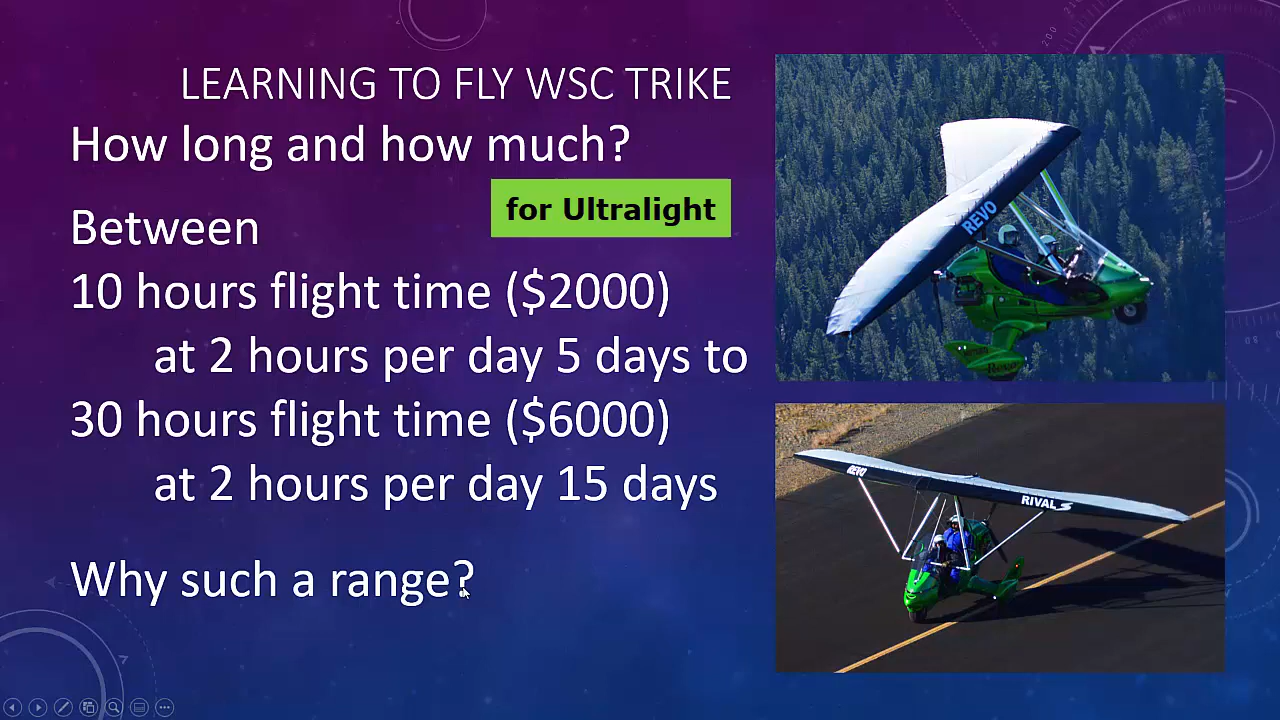 LEARNING TO FLY WSC TRIKE
How long and how much?
for Ultralight
Between
10 hours flight time ($2000)
at 2 hours per day 5 days to
30 hours flight time ($6000)
at 2 hours per day 15 days
Why such a range?
REVO
Revo
REVO
RIVAL S